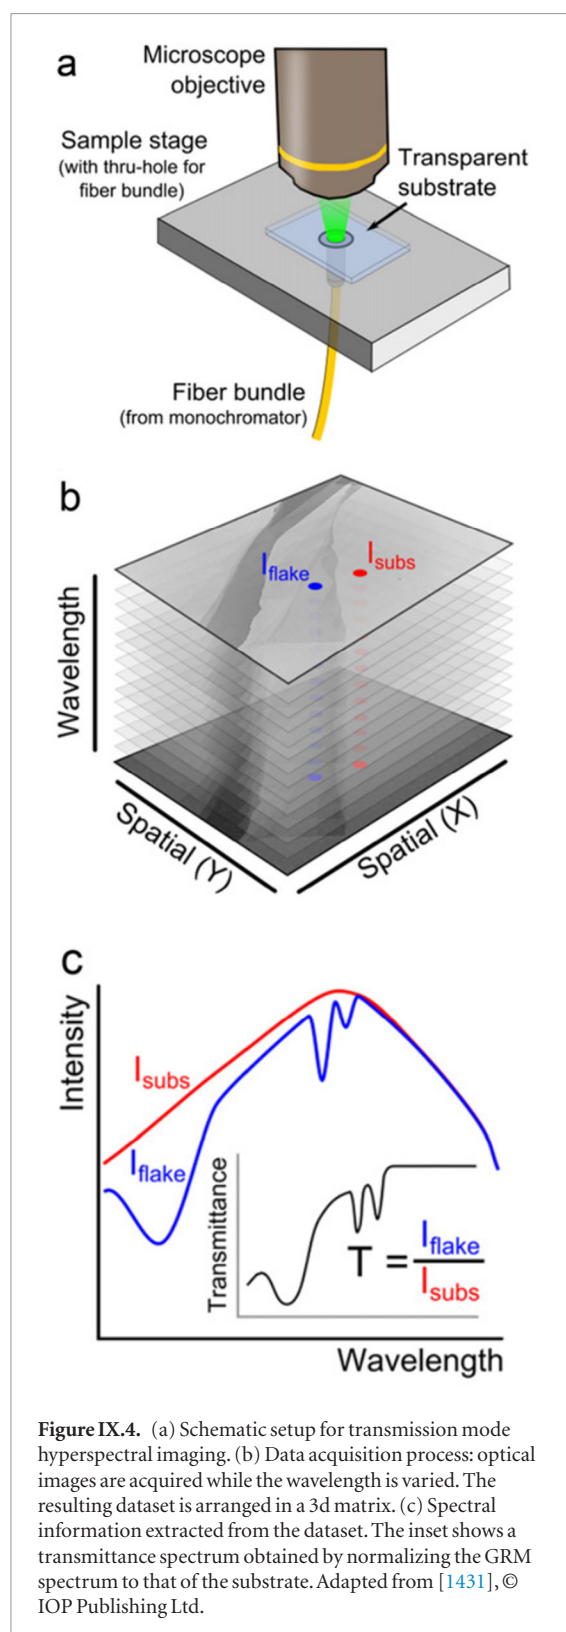 a
Microscope
objective
Sample stage
(with thru-hole for
fiber bundle)
Transparent
substrate
Fiber bundle
(from monochromator)
b
Iflake
Isubs
Wavelength
Spatial (Y)
Spatial (X)
c
Intensity
Isubs
Iflake
Transmittance
T = Iflake
Isubs
Wavelength
Figure IX.4. (a) Schematic setup for transmission mode
hyperspectral imaging. (b) Data acquisition process: optical
images are acquired while the wavelength is varied. The
resulting dataset is arranged in a 3d matrix. (c) Spectral
information extracted from the dataset. The inset shows a
transmittance spectrum obtained by normalizing the GRM
spectrum to that of the substrate. Adapted from [1431], ©
IOP Publishing Ltd.